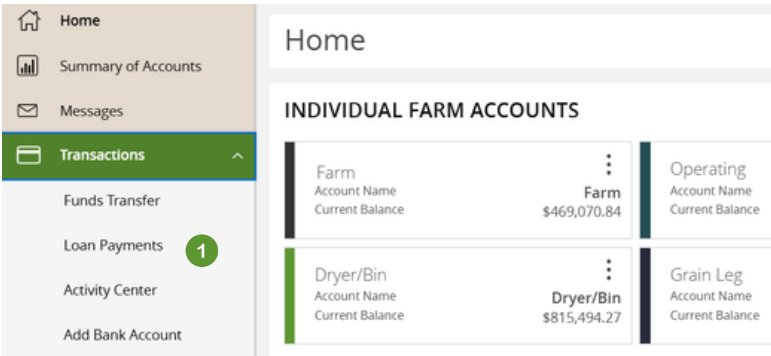 Home
Summary of Accounts
Messages
Transactions
Funds Transfer
Loan Payments
1
Activity Center
Add Bank Account
Home
INDIVIDUAL FARM ACCOUNTS
Farm
Account Name Farm
Current Balance $469,070.84
Operating
Account Name
Current Balance
Dryer/Bin
Account Name Dryer/Bin
Current Balance $815,494.27
Grain Leg
Account Name
Current Balance